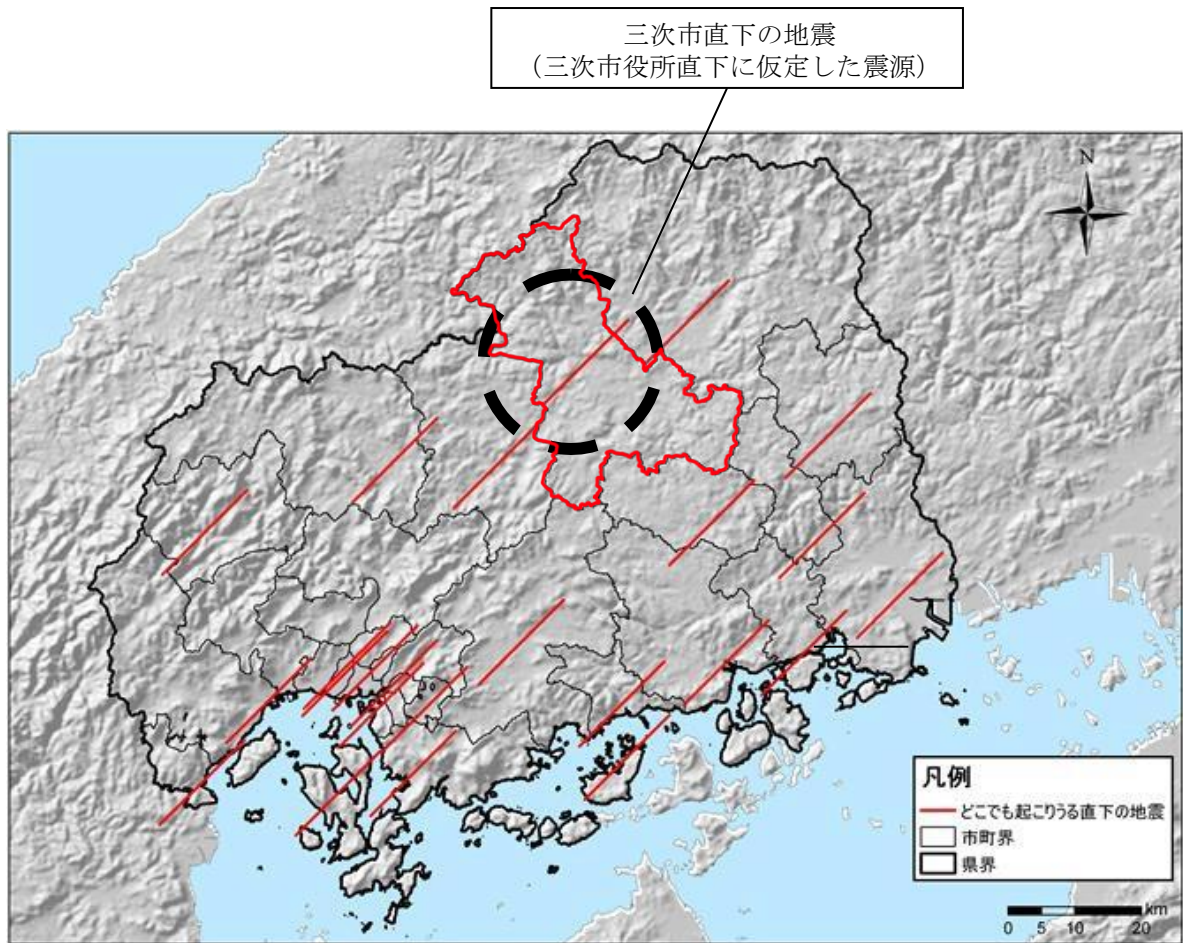 三次市直下の地震
（三次市役所直下に仮定した震源）
N
凡例
どこでも起こりうる直下の地震
市町界
県界
km
0 5 10 20